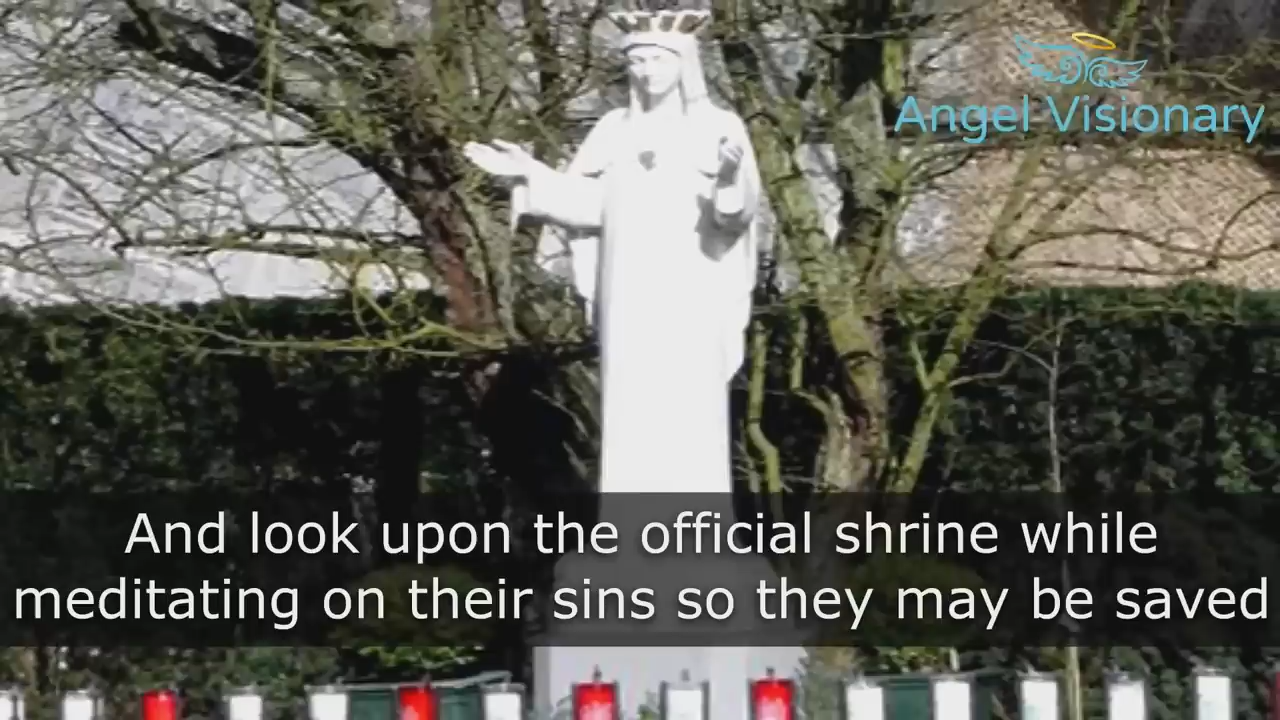 Angel Visionary
And look upon the official shrine while
meditating on their sins so they may be saved